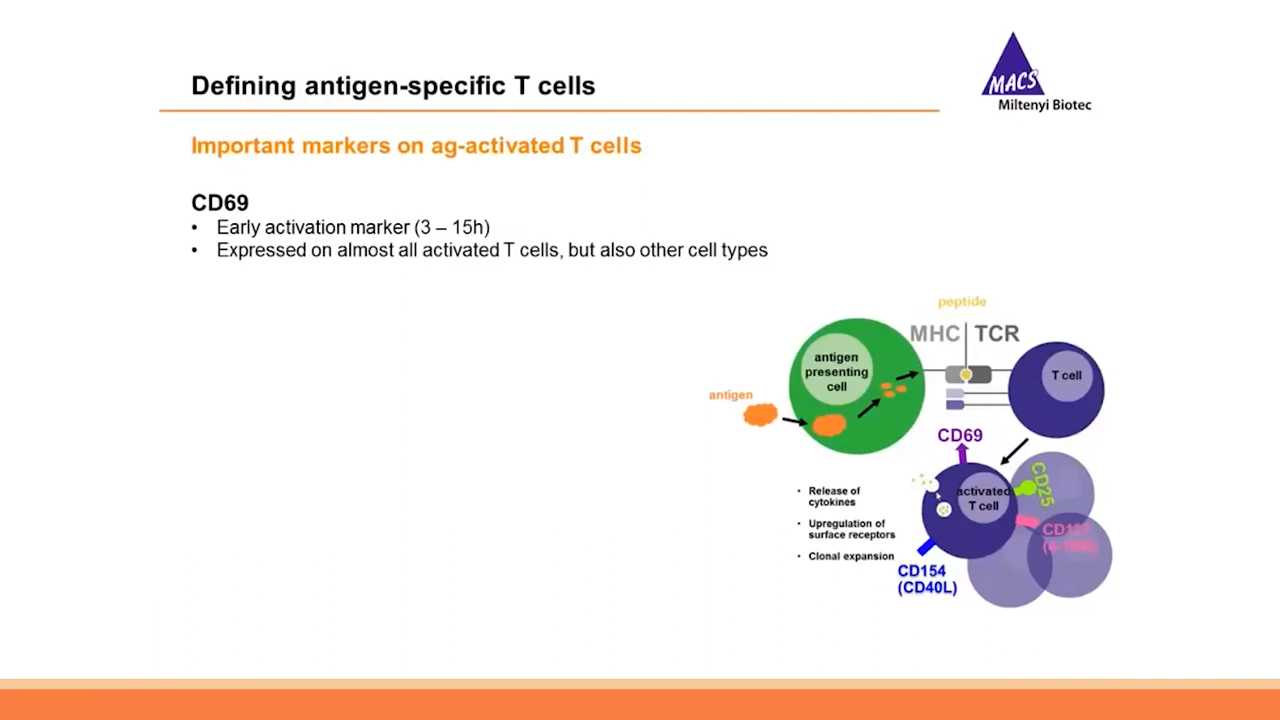 Defining antigen-specific T cells
MACS
Miltenyi Biotec
Important markers on ag-activated T cells
CD69
• Early activation marker (3 – 15h)
• Expressed on almost all activated T cells, but also other cell types
peptide
MHC TCR
antigen
presenting
cell
T cell
antigen
CD69
CD25
activated
T cell
• Release of
cytokines
• Upregulation of
surface receptors
• Clonal expansion
CD154
(CD40L)